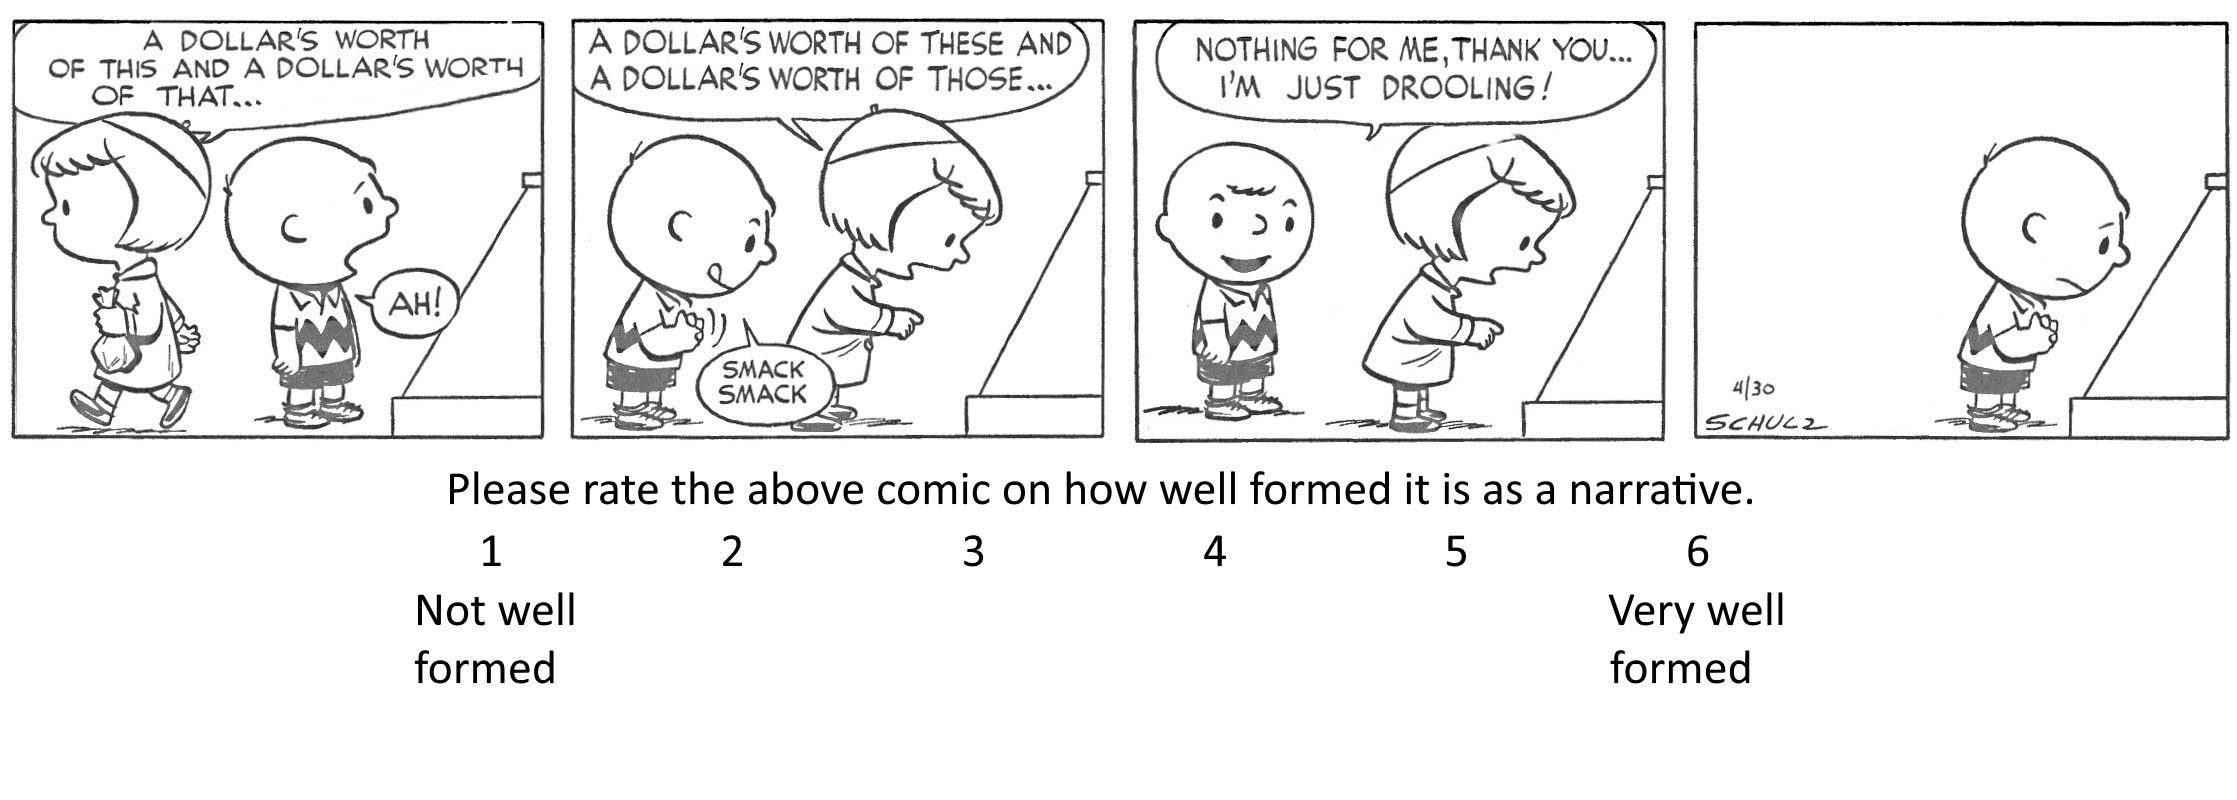 A DOLLAR'S WORTH
OF THIS AND A DOLLAR'S WORTH
OF THAT...
AH!
A DOLLAR'S WORTH OF THESE AND
A DOLLAR'S WORTH OF THOSE...
SMACK
SMACK
NOTHING FOR ME, THANK YOU...
I'M JUST DROOLING!
4/30
SCHULZ
Please rate the above comic on how well formed it is as a narrative.
1 2 3 4 5 6
Not well
formed
Very well
formed